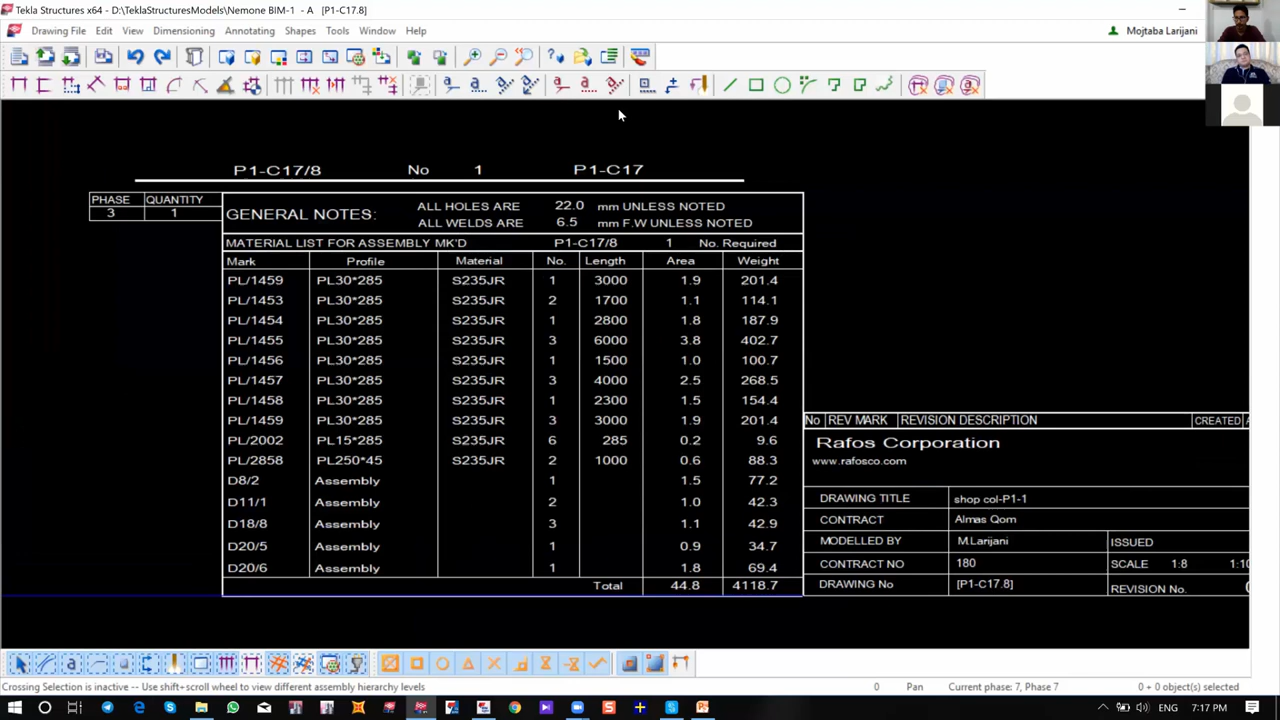 Tekla Structures x64 - D:\TeklaStructuresModels\Nemone BIM-1 - A [P1-C17.8]
Drawing File Edit View Dimensioning Annotating Shapes Tools Window Help Mojtaba Larijani
P1-C17/8 No 1 P1-C17
PHASE QUANTITY
3 1
GENERAL NOTES:
ALL HOLES ARE 22.0 mm UNLESS NOTED
ALL WELDS ARE 6.5 mm F.W UNLESS NOTED
MATERIAL LIST FOR ASSEMBLY MK'D P1-C17/8 1 No. Required
Mark Profile Material No. Length Area Weight
PL/1459 PL30*285 S235JR 1 3000 1.9 201.4
PL/1453 PL30*285 S235JR 2 1700 1.1 114.1
PL/1454 PL30*285 S235JR 1 2800 1.8 187.9
PL/1455 PL30*285 S235JR 3 6000 3.8 402.7
PL/1456 PL30*285 S235JR 1 1500 1.0 100.7
PL/1457 PL30*285 S235JR 3 4000 2.5 268.5
PL/1458 PL30*285 S235JR 1 2300 1.5 154.4
PL/1459 PL30*285 S235JR 3 3000 1.9 201.4
PL/2002 PL15*285 S235JR 6 285 0.2 9.6
PL/2858 PL250*45 S235JR 2 1000 0.6 88.3
D8/2 Assembly 1 1.5 77.2
D11/1 Assembly 2 1.0 42.3
D18/8 Assembly 3 1.1 42.9
D20/5 Assembly 1 0.9 34.7
D20/6 Assembly 1 1.8 69.4
Total 44.8 4118.7
No REV MARK REVISION DESCRIPTION CREATED
Rafos Corporation
www.rafosco.com
DRAWING TITLE shop col-P1-1
CONTRACT Almas Qom
MODELLED BY M.Larijani ISSUED
CONTRACT NO 180 SCALE 1:8 1:10
DRAWING No [P1-C17.8] REVISION No.
Crossing Selection is inactive -- Use shift+scroll wheel to view different assembly hierarchy levels 0 Pan Current phase: 7, Phase 7 0 + 0 object(s) selected
7:17 PM